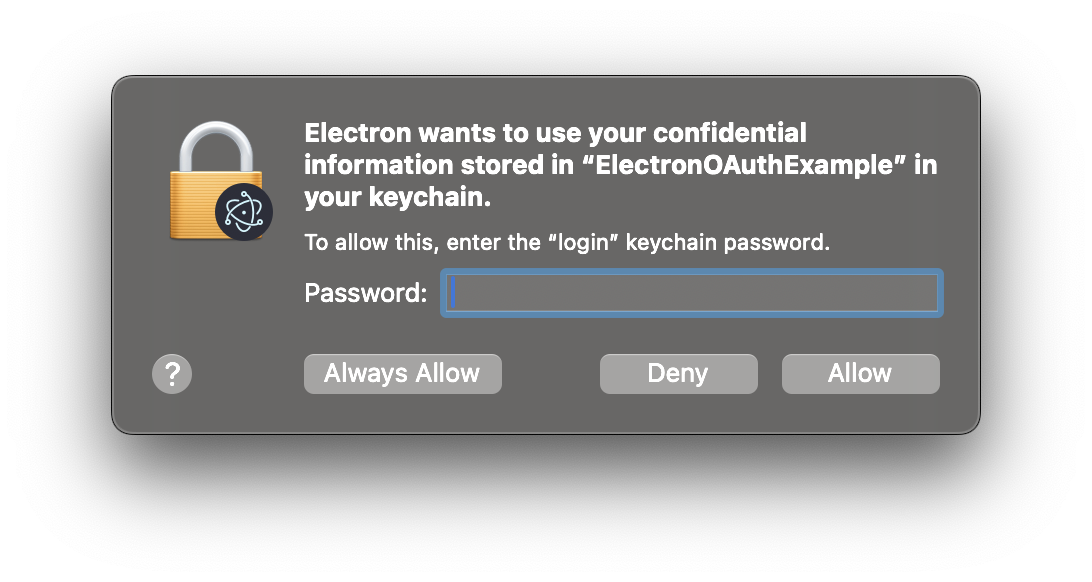 Electron wants to use your confidential
information stored in “ElectronOAuthExample” in
your keychain.
To allow this, enter the “login” keychain password.
Password:
?
Always Allow
Deny
Allow